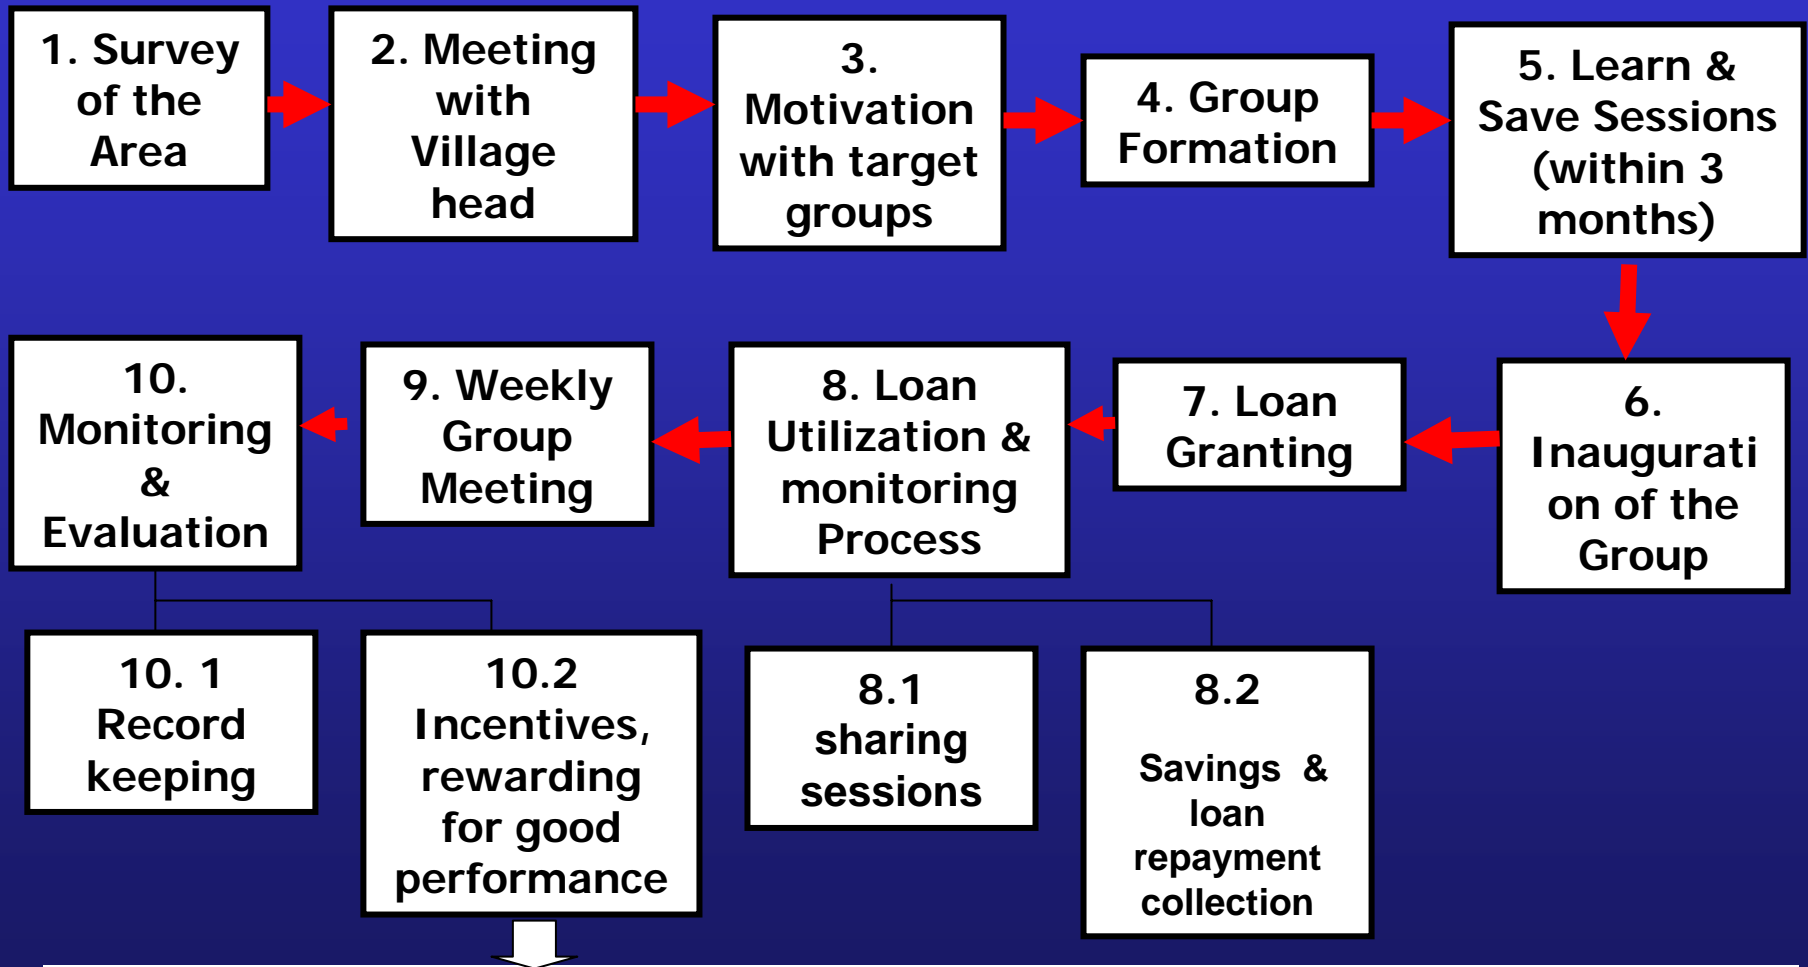 1. Survey
of the
Area
2. Meeting
with
Village
head
3.
Motivation
with target
groups
4. Group
Formation
5. Learn &
Save Sessions
(within 3
months)
6.
Inaugurati
on of the
Group
7. Loan
Granting
8. Loan
Utilization &
monitoring
Process
9. Weekly
Group
Meeting
10.
Monitoring
&
Evaluation
8.1
sharing
sessions
8.2
Savings & 
loan
repayment
collection
10. 1
Record
keeping
10.2
Incentives,
rewarding
for good
performance